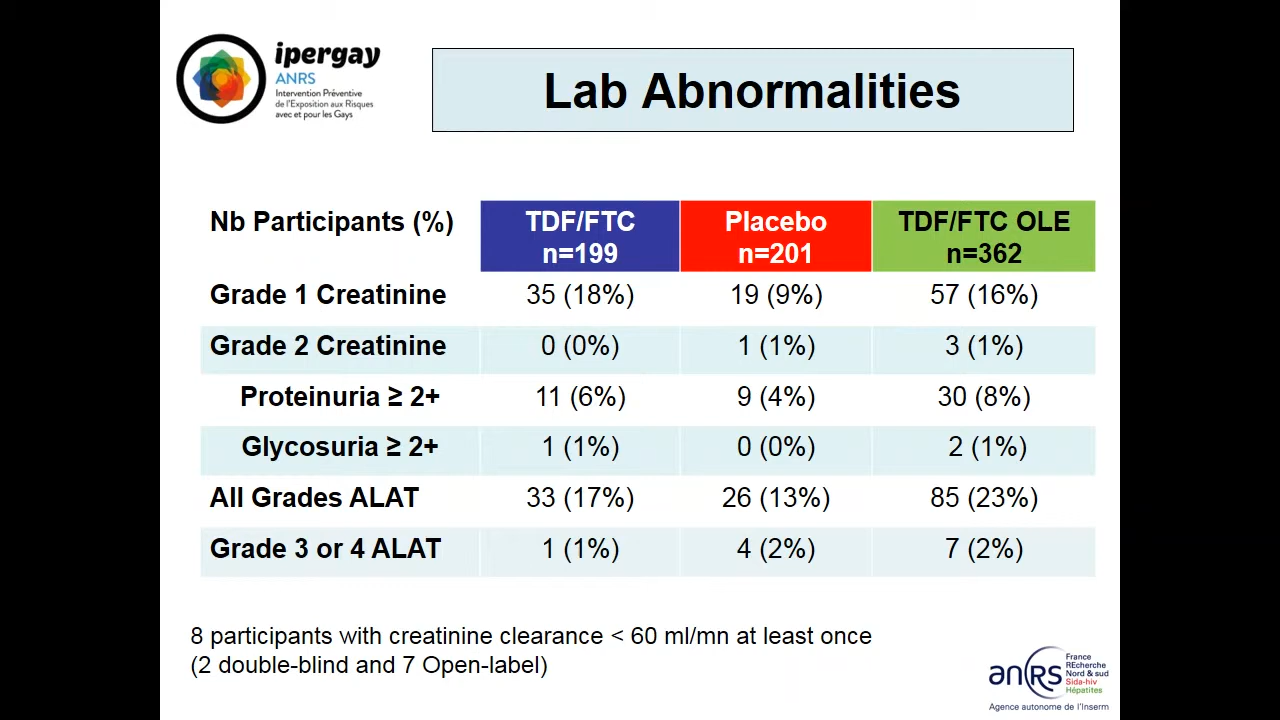 ipergay
ANRS
Intervention Préventive
de l'Exposition aux Risques
avec et pour les Gays
Lab Abnormalities
Nb Participants (%) TDF/FTC n=199 Placebo n=201 TDF/FTC OLE n=362
Grade 1 Creatinine 35 (18%) 19 (9%) 57 (16%)
Grade 2 Creatinine 0 (0%) 1 (1%) 3 (1%)
Proteinuria ≥ 2+ 11 (6%) 9 (4%) 30 (8%)
Glycosuria ≥ 2+ 1 (1%) 0 (0%) 2 (1%)
All Grades ALAT 33 (17%) 26 (13%) 85 (23%)
Grade 3 or 4 ALAT 1 (1%) 4 (2%) 7 (2%)
8 participants with creatinine clearance < 60 ml/mn at least once
(2 double-blind and 7 Open-label)
anRS
France
REcherche
Nord & sud
Sida-hiv
Hépatites
Agence autonome de l'Inserm